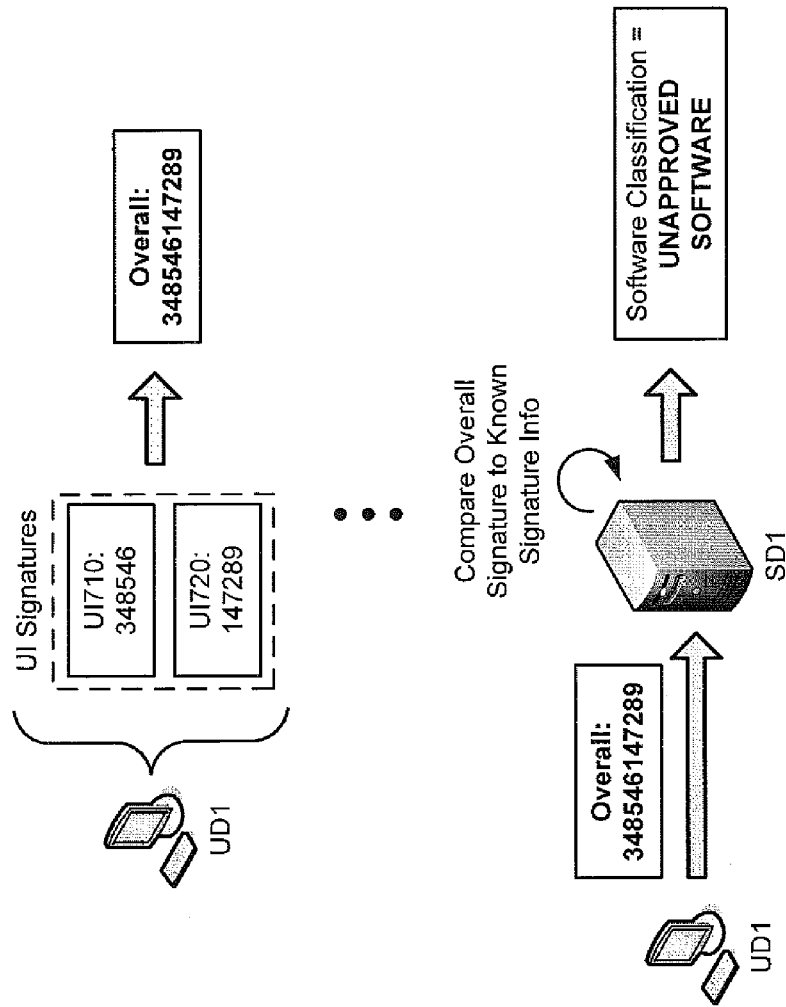 UD1
UI Signatures
UI710:
348546
UI720:
147289
Overall:
348546147289
UD1
Overall:
348546147289
Compare Overall
Signature to Known
Signature Info
SD1
Software Classification =
UNAPPROVED
SOFTWARE